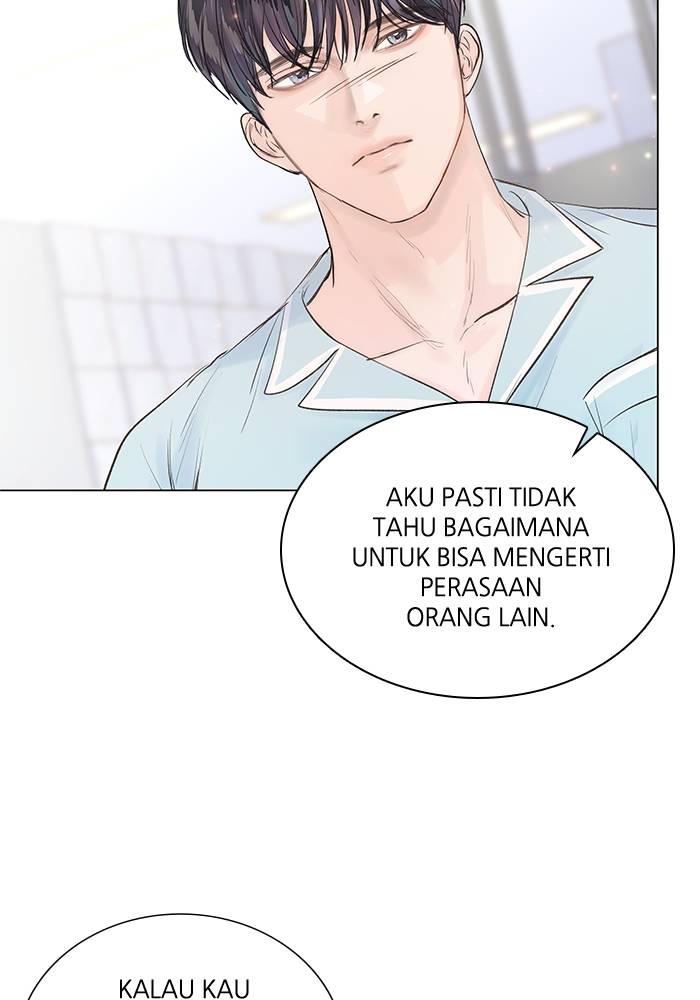 AKU PASTI TIDAK
TAHU BAGAIMANA
UNTUK BISA MENGERTI
PERASAAN
ORANG LAIN.
KALAU KAU